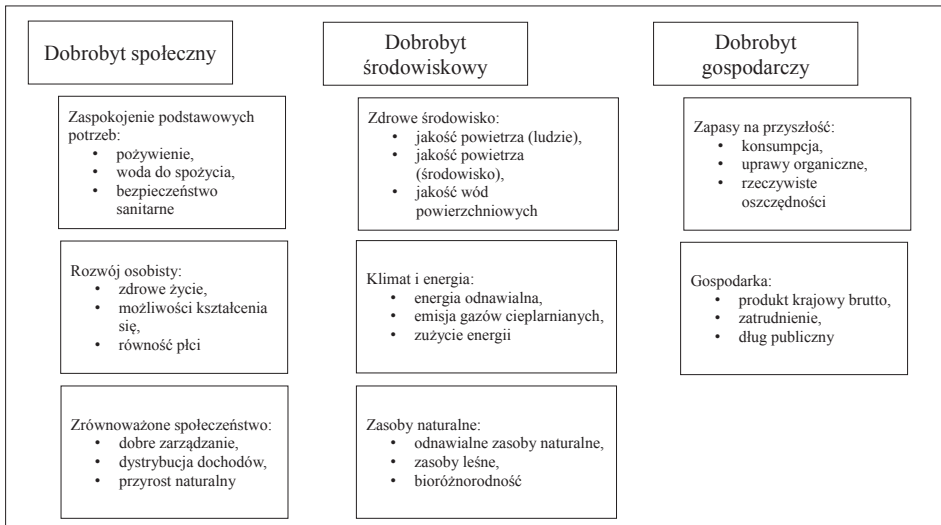 Dobrobyt społeczny
Zaspokojenie podstawowych
potrzeb:
• pożywienie,
• woda do spożycia,
• bezpieczeństwo
sanitarne
Rozwój osobisty:
• zdrowe życie,
• możliwości kształcenia
się,
• równość płci
Zrównoważone społeczeństwo:
• dobre zarządzanie,
• dystrybucja dochodów,
• przyrost naturalny
Dobrobyt
środowiskowy
Zdrowe środowisko:
• jakość powietrza (ludzie),
• jakość powietrza
(środowisko),
• jakość wód
powierzchniowych
Klimat i energia:
• energia odnawialna,
• emisja gazów cieplarnianych,
• zużycie energii
Zasoby naturalne:
• odnawialne zasoby naturalne,
• zasoby leśne,
• bioróżnorodność
Dobrobyt
gospodarczy
Zapasy na przyszłość:
• konsumpcja,
• uprawy organiczne,
• rzeczywiste
oszczędności
Gospodarka:
• produkt krajowy brutto,
• zatrudnienie,
• dług publiczny